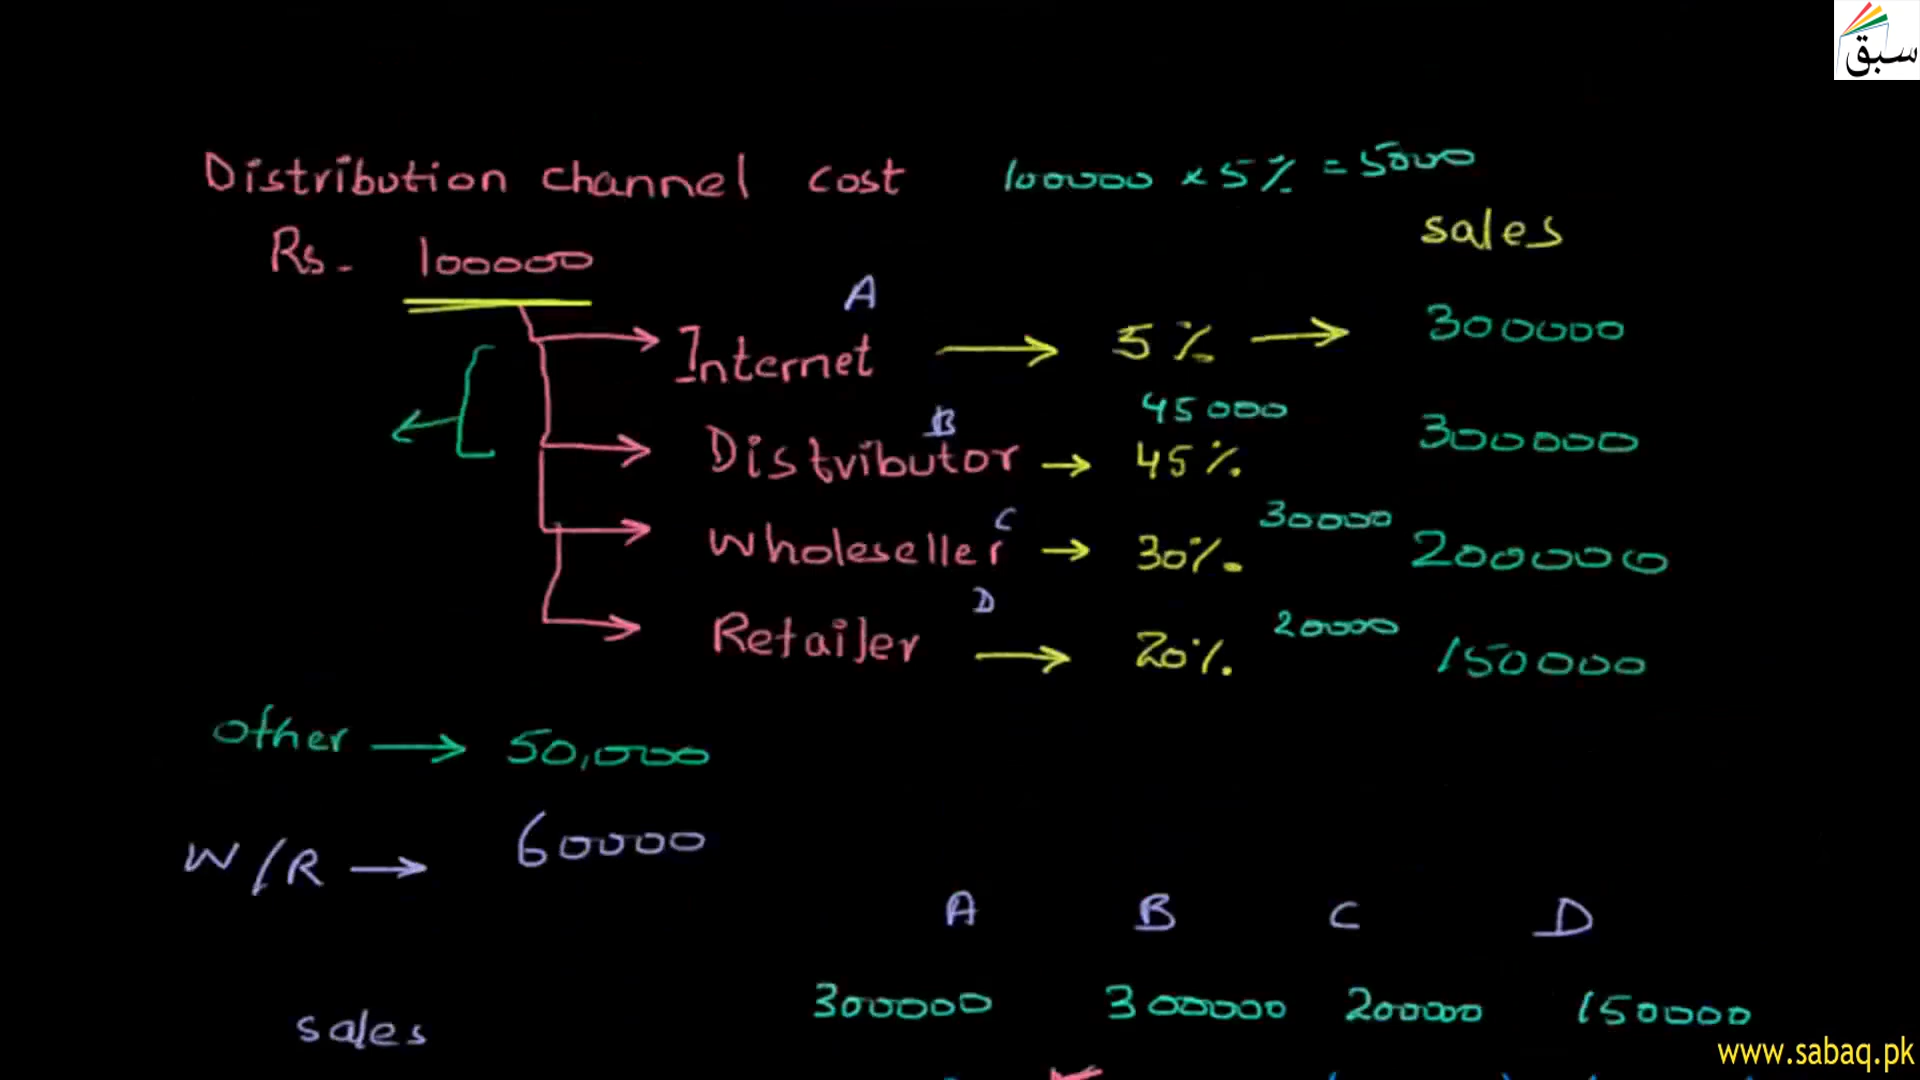 سبق
Distribution channel cost 100000 x 5% = 5000
Rs. 100000
sales
A
Internet → 5% → 300000
B 45000
Distributor → 45% 300000
C 30000
Wholeseller → 30% 200000
D 20000
Retailer → 20% 150000
other → 50,000
W/R → 60000
A B C D
sales 300000 300000 200000 150000
www.sabaq.pk